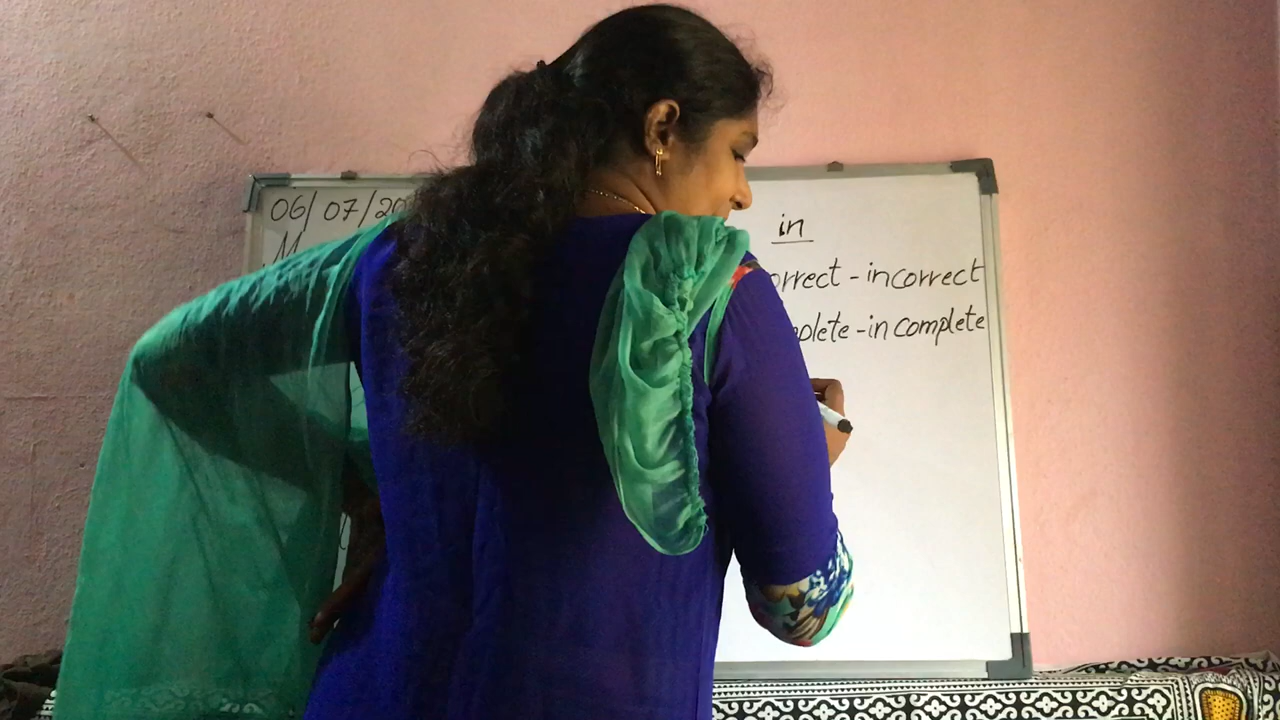 06/07/20
in
orrect - incorrect
plete - in complete